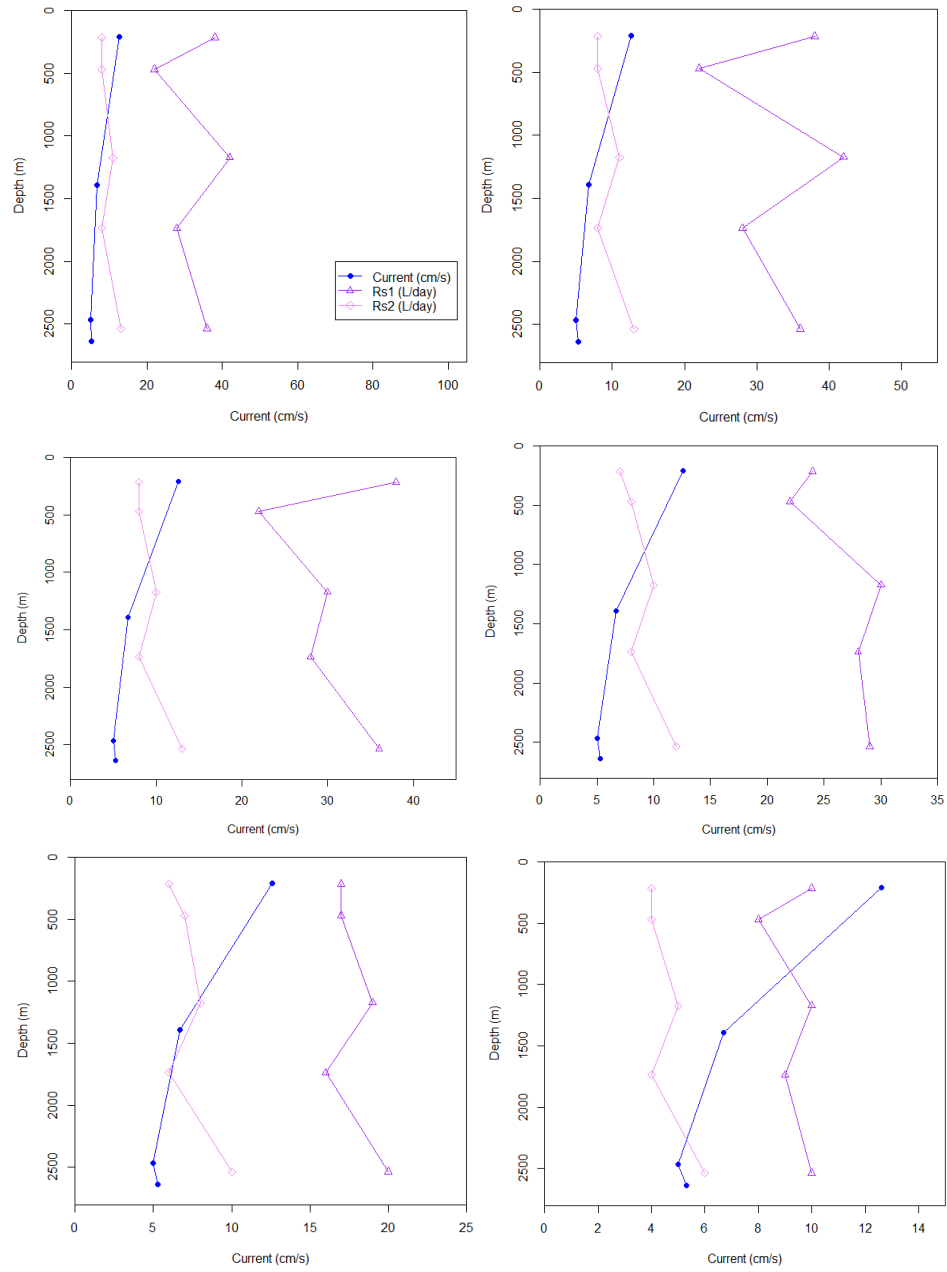 0
500
1000
1500
2000
2500
Depth (m)
0 20 40 60 80 100
Current (cm/s)
Current (cm/s)
Rs1 (L/day)
Rs2 (L/day)
0
500
1000
1500
2000
2500
Depth (m)
0 10 20 30 40 50
Current (cm/s)
0
500
1000
1500
2000
2500
Depth (m)
0 10 20 30 40
Current (cm/s)
0
500
1000
1500
2000
2500
Depth (m)
0 5 10 15 20 25 30 35
Current (cm/s)
0
500
1000
1500
2000
2500
Depth (m)
0 5 10 15 20 25
Current (cm/s)
0
500
1000
1500
2000
2500
Depth (m)
0 2 4 6 8 10 12 14
Current (cm/s)